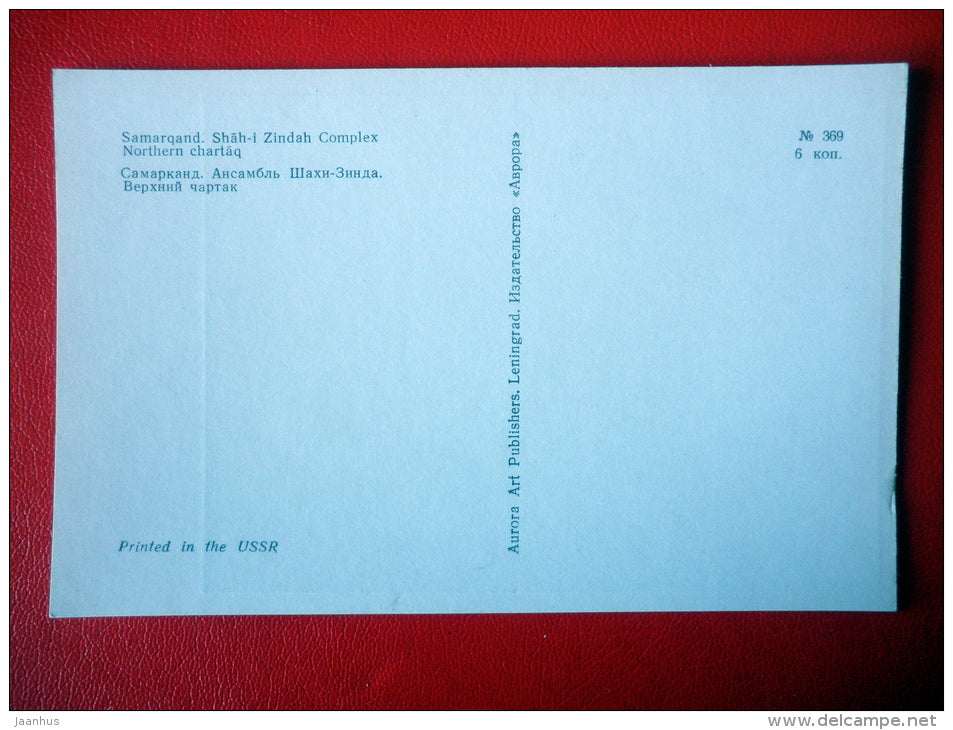 Samarqand. Shāh-i Zindah Complex
Northern chartāq
Самарканд. Ансамбль Шахи-Зинда.
Верхний чартак
Printed in the USSR
Aurora Art Publishers. Leningrad. Издательство «Аврора»
№ 369
6 коп.
jaanhus
www.delcampe.net